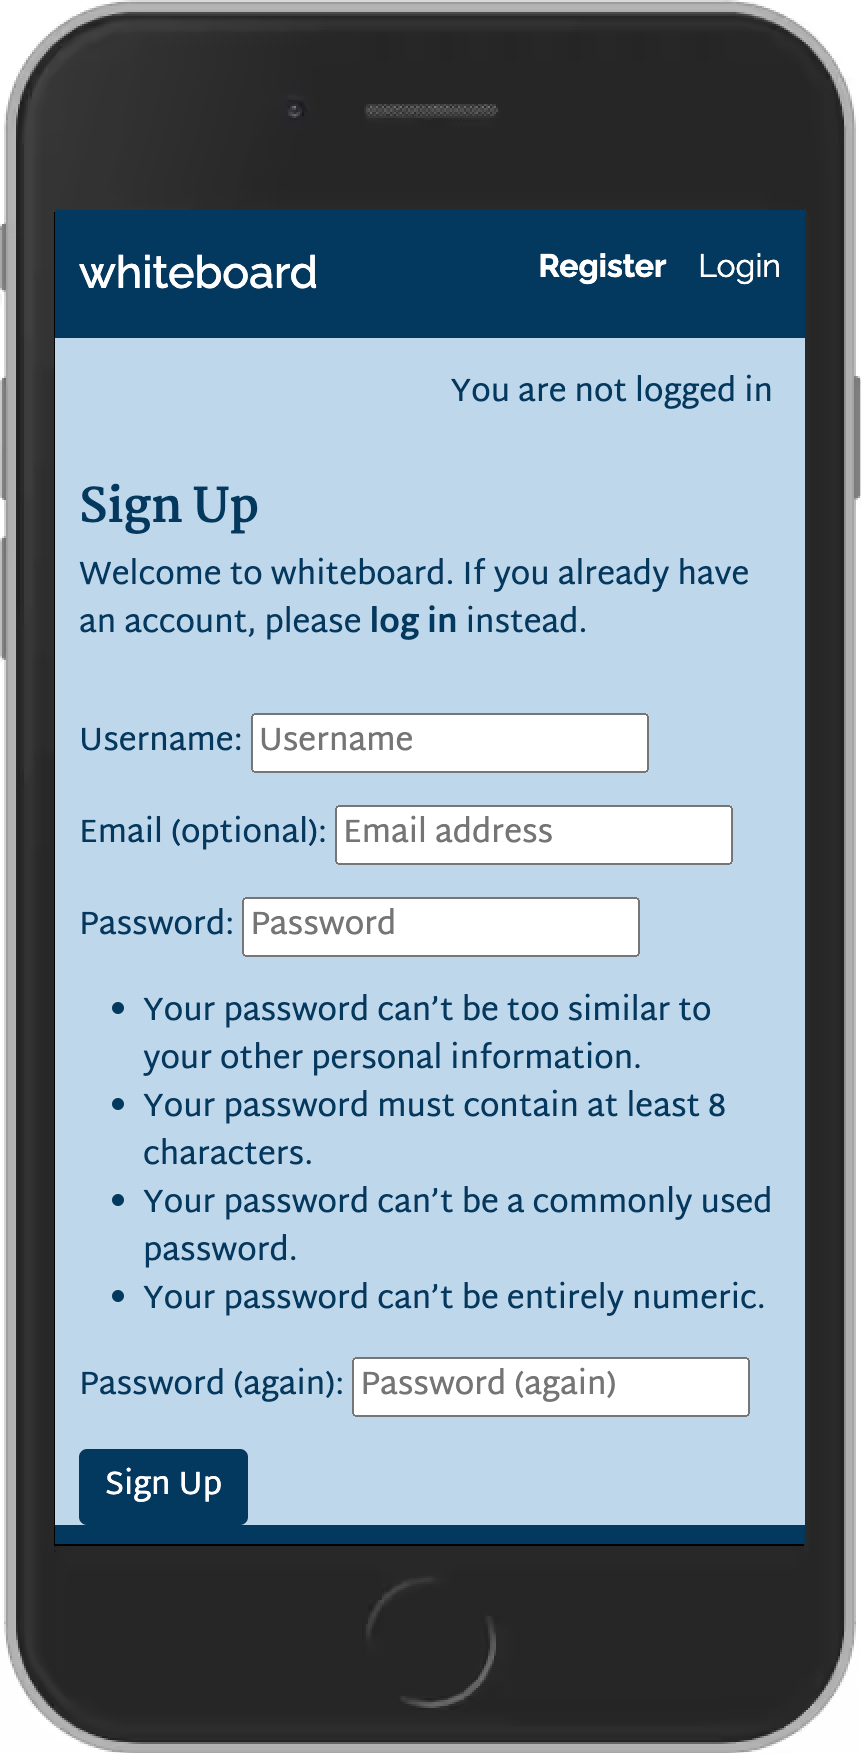 whiteboard Register Login
You are not logged in
Sign Up
Welcome to whiteboard. If you already have
an account, please log in instead.
Username: Username
Email (optional): Email address
Password: Password
• Your password can’t be too similar to
your other personal information.
• Your password must contain at least 8
characters.
• Your password can’t be a commonly used
password.
• Your password can’t be entirely numeric.
Password (again): Password (again)
Sign Up